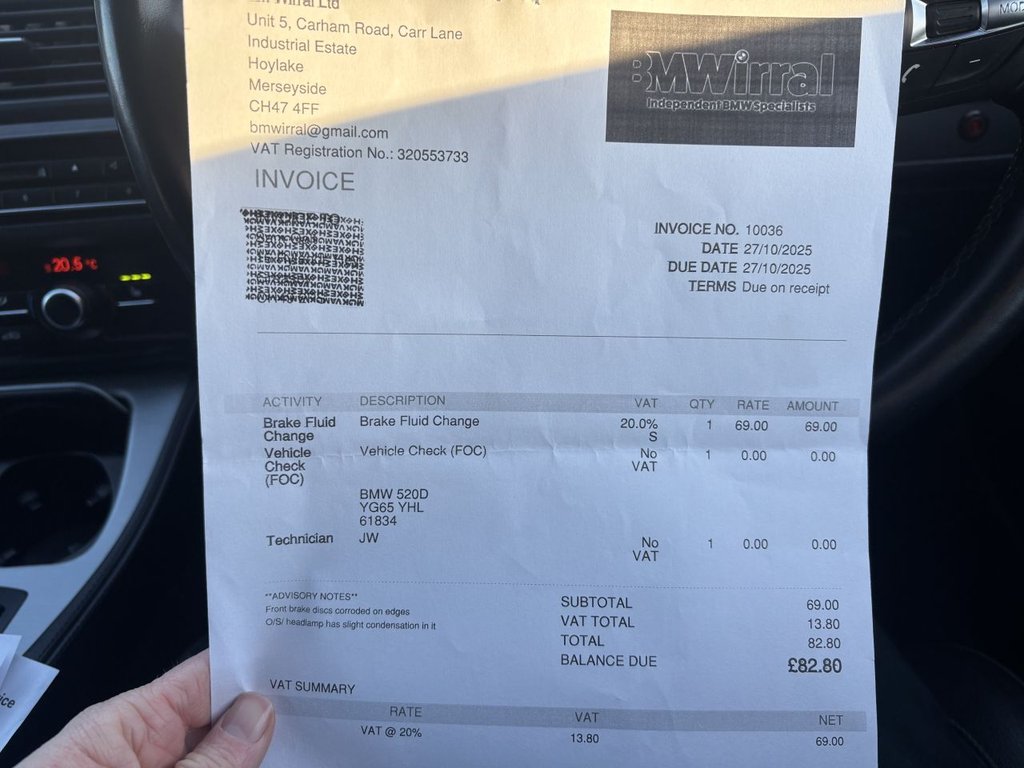 Wirral Ltd
Unit 5, Carham Road, Carr Lane
Industrial Estate
Hoylake
Merseyside
CH47 4FF
bmwirral@gmail.com
VAT Registration No.: 320553733
BMWirral
Independent BMW Specialists
INVOICE
INVOICE NO. 10036
DATE 27/10/2025
DUE DATE 27/10/2025
TERMS Due on receipt
ACTIVITY DESCRIPTION VAT QTY RATE AMOUNT
Brake Fluid Change Brake Fluid Change 20.0% S 1 69.00 69.00
Vehicle Check (FOC) Vehicle Check (FOC) No VAT 1 0.00 0.00
BMW 520D
YG65 YHL
61834
Technician JW No VAT 1 0.00 0.00
**ADVISORY NOTES**
Front brake discs corroded on edges
O/S/ headlamp has slight condensation in it
SUBTOTAL 69.00
VAT TOTAL 13.80
TOTAL 82.80
BALANCE DUE £82.80
VAT SUMMARY
RATE VAT NET
VAT @ 20% 13.80 69.00
20.5 °C